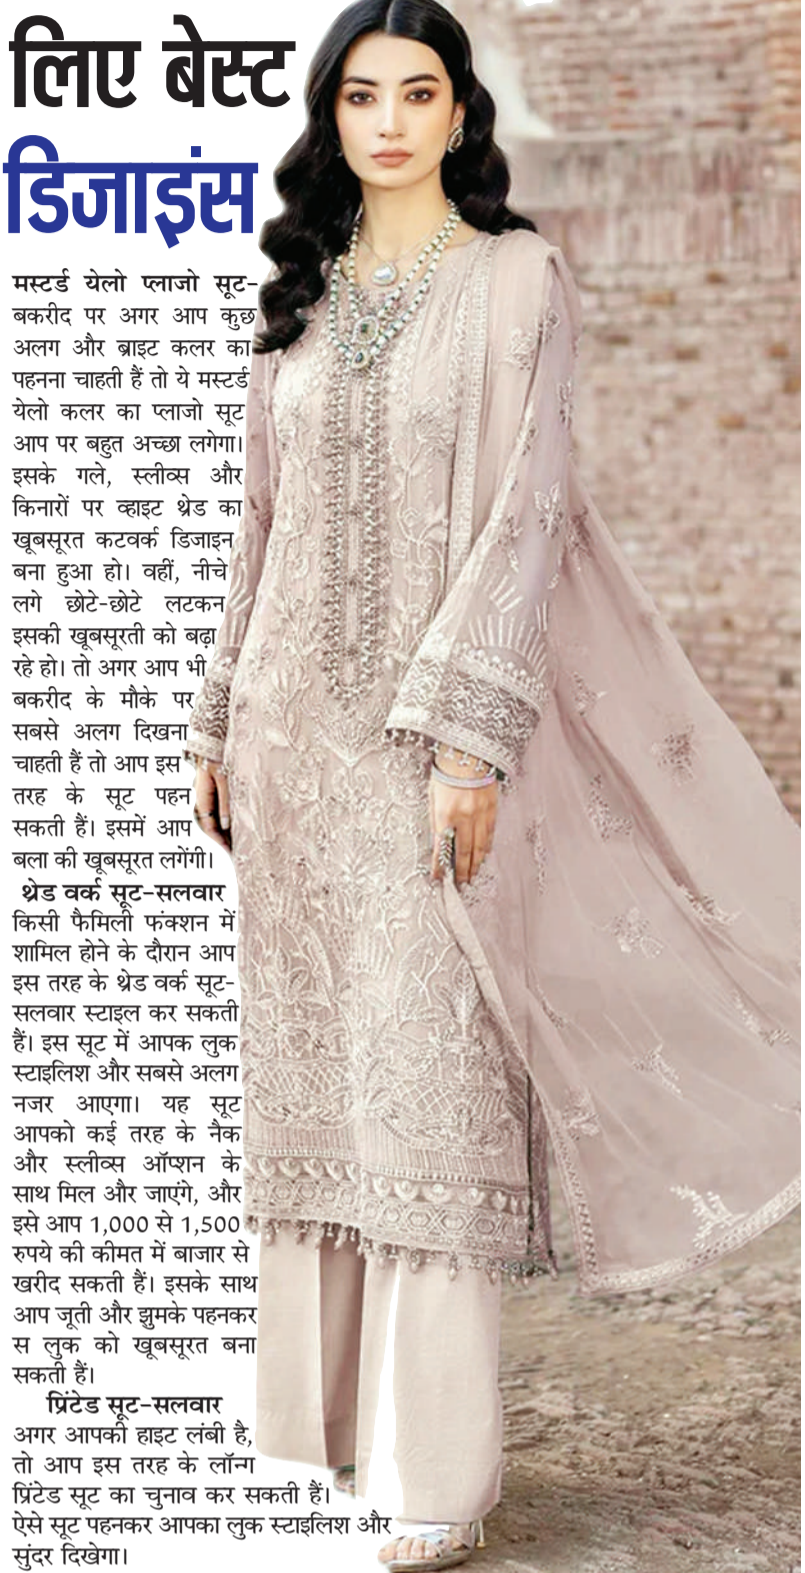 लिए बेस्ट
डिजाइंस
मस्टर्ड येलो प्लाजो सूट-
बकरीद पर अगर आप कुछ
अलग और ब्राइट कलर का
पहनना चाहती हैं तो ये मस्टर्ड
येलो कलर का प्लाजो सूट
आप पर बहुत अच्छा लगेगा।
इसके गले, स्लीव्स और
किनारों पर व्हाइट थ्रेड का
खूबसूरत कटवर्क डिजाइन
बना हुआ हो। वहीं, नीचे
लगे छोटे-छोटे लटकन
इसकी खूबसूरती को बढ़ा
रहे हो। तो अगर आप भी
बकरीद के मौके पर
सबसे अलग दिखना
चाहती हैं तो आप इस
तरह के सूट पहन
सकती हैं। इसमें आप
बला की खूबसूरत लगेंगी।
थ्रेड वर्क सूट-सलवार
किसी फैमिली फंक्शन में
शामिल होने के दौरान आप
इस तरह के थ्रेड वर्क सूट-
सलवार स्टाइल कर सकती
हैं। इस सूट में आपक लुक
स्टाइलिश और सबसे अलग
नजर आएगा। यह सूट
आपको कई तरह के नैक
और स्लीव्स ऑप्शन के
साथ मिल और जाएंगे, और
इसे आप 1,000 से 1,500
रुपये की कीमत में बाजार से
खरीद सकती हैं। इसके साथ
आप जूती और झुमके पहनकर
स लुक को खूबसूरत बना
सकती हैं।
प्रिंटेड सूट-सलवार
अगर आपकी हाइट लंबी है,
तो आप इस तरह के लॉन्ग
प्रिंटेड सूट का चुनाव कर सकती हैं।
ऐसे सूट पहनकर आपका लुक स्टाइलिश और
सुंदर दिखेगा।